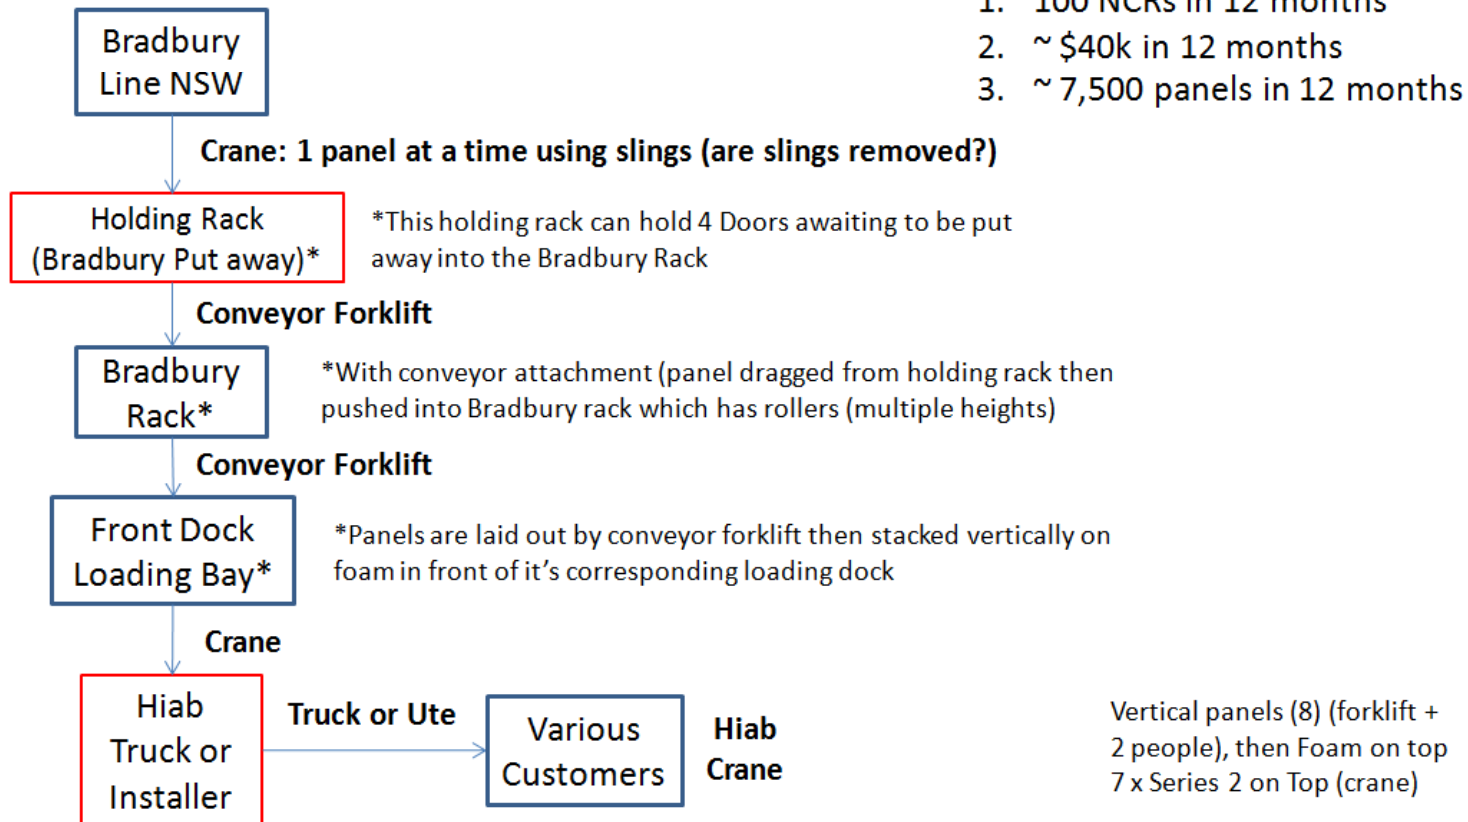 1. 100 NCRs in 12 months
2. ~ $40k in 12 months
3. ~ 7,500 panels in 12 months
Bradbury
Line NSW
Crane: 1 panel at a time using slings (are slings removed?)
Holding Rack
(Bradbury Put away)*
*This holding rack can hold 4 Doors awaiting to be put
away into the Bradbury Rack
Conveyor Forklift
Bradbury
Rack*
*With conveyor attachment (panel dragged from holding rack then
pushed into Bradbury rack which has rollers (multiple heights)
Conveyor Forklift
Front Dock
Loading Bay*
*Panels are laid out by conveyor forklift then stacked vertically on
foam in front of it's corresponding loading dock
Crane
Hiab
Truck or
Installer
Truck or Ute
Various
Customers
Hiab
Crane
Vertical panels (8) (forklift +
2 people), then Foam on top
7 x Series 2 on Top (crane)